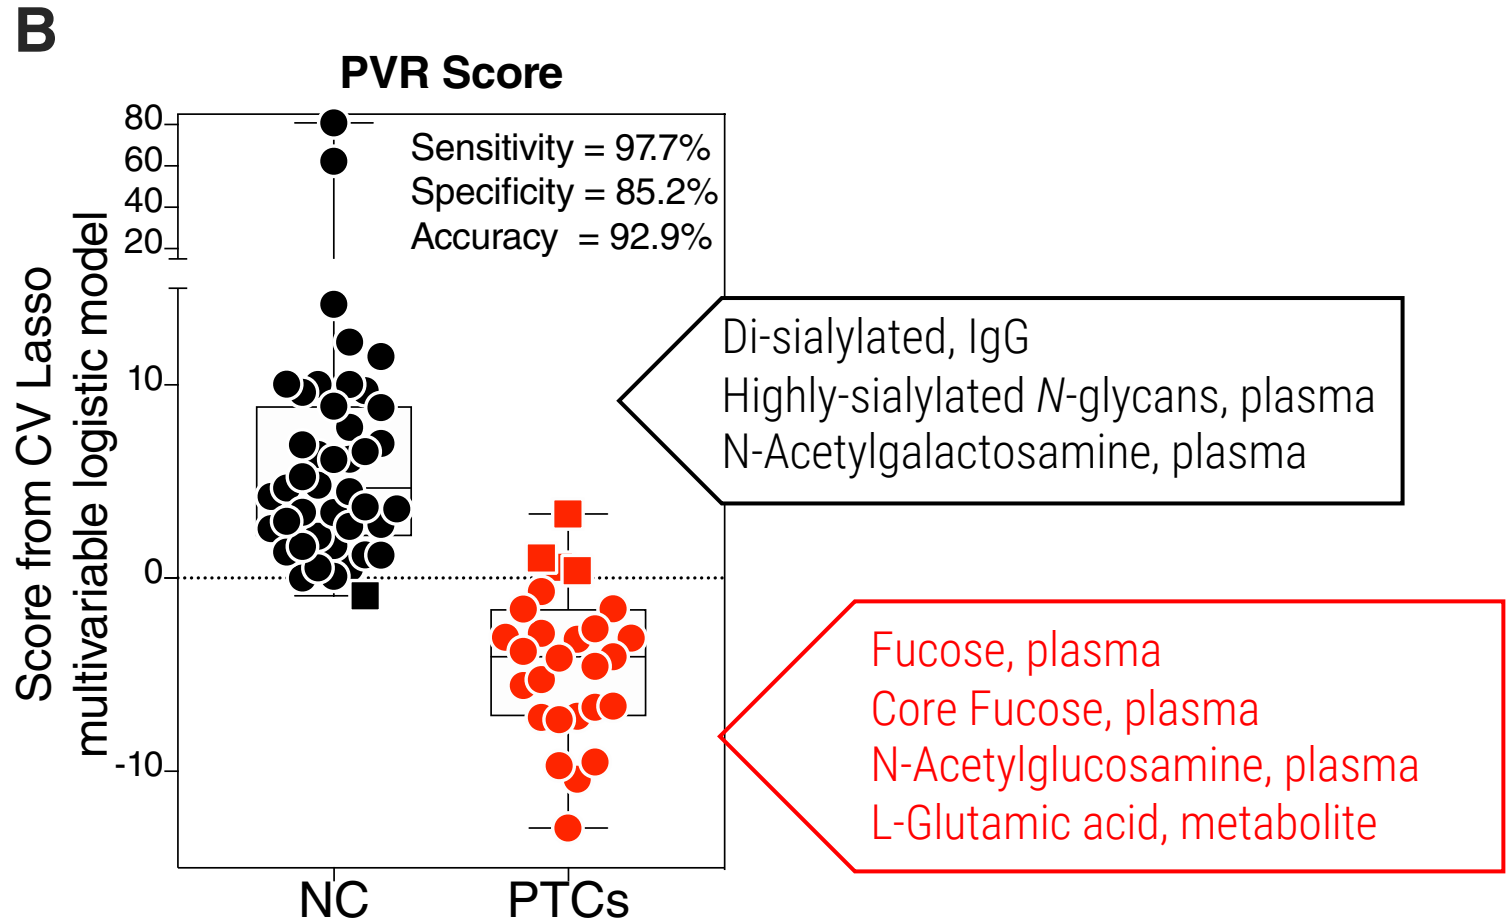 B
PVR Score
Score from CV Lasso
multivariable logistic model
80
60
40
20
10
0
-10
Sensitivity = 97.7%
Specificity = 85.2%
Accuracy = 92.9%
Di-sialylated, IgG
Highly-sialylated N-glycans, plasma
N-Acetylgalactosamine, plasma
Fucose, plasma
Core Fucose, plasma
N-Acetylglucosamine, plasma
L-Glutamic acid, metabolite
NC
PTCs